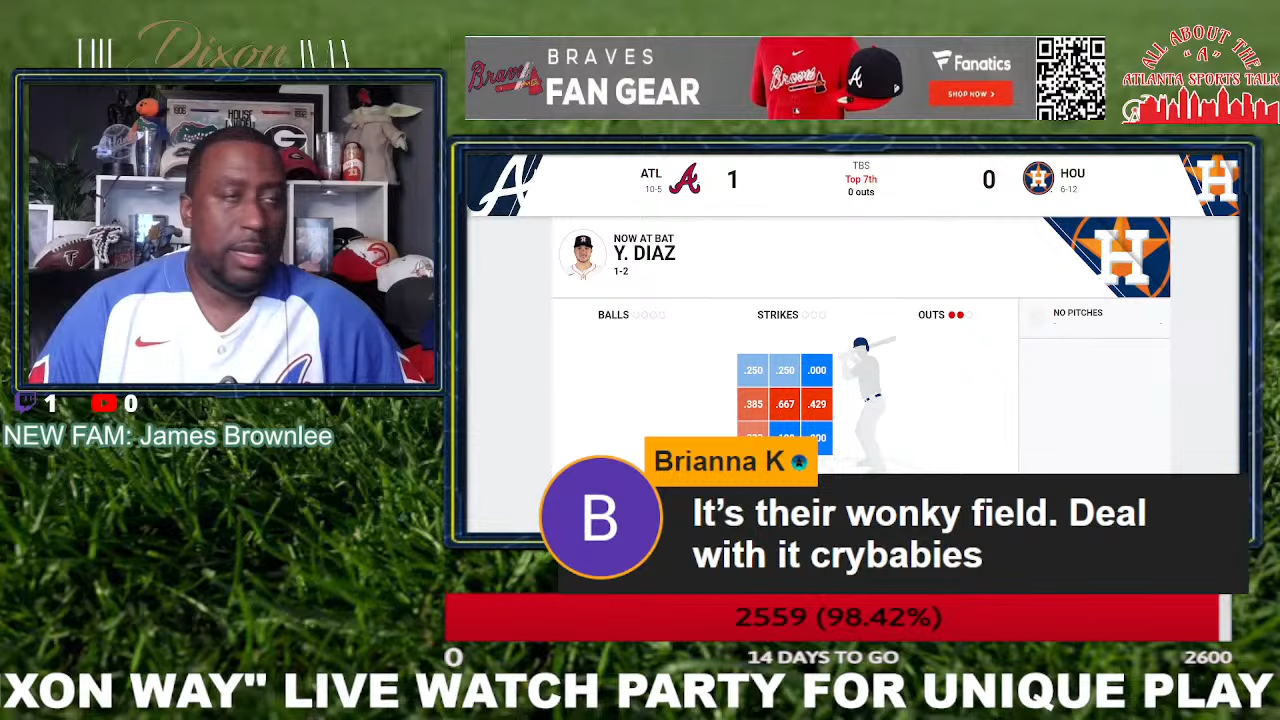 Dixon
BRAVES
FAN GEAR
Braves
Braves
A
Fanatics
SHOP NOW >
ALL ABOUT THE
"A"
ATLANTA SPORTS TALK
HOUSE
G
ATL
10-5
1
TBS
Top 7th
0 outs
0
HOU
6-12
H
H
NOW AT BAT
Y. DIAZ
1-2
H
BALLS
STRIKES
OUTS
NO PITCHES
.250 .250 .000
.385 .667 .429
1
0
NEW FAM: James Brownlee
Brianna K
B
It’s their wonky field. Deal
with it crybabies
2559 (98.42%)
0
14 DAYS TO GO
2600
IXON WAY" LIVE WATCH PARTY FOR UNIQUE PLAY